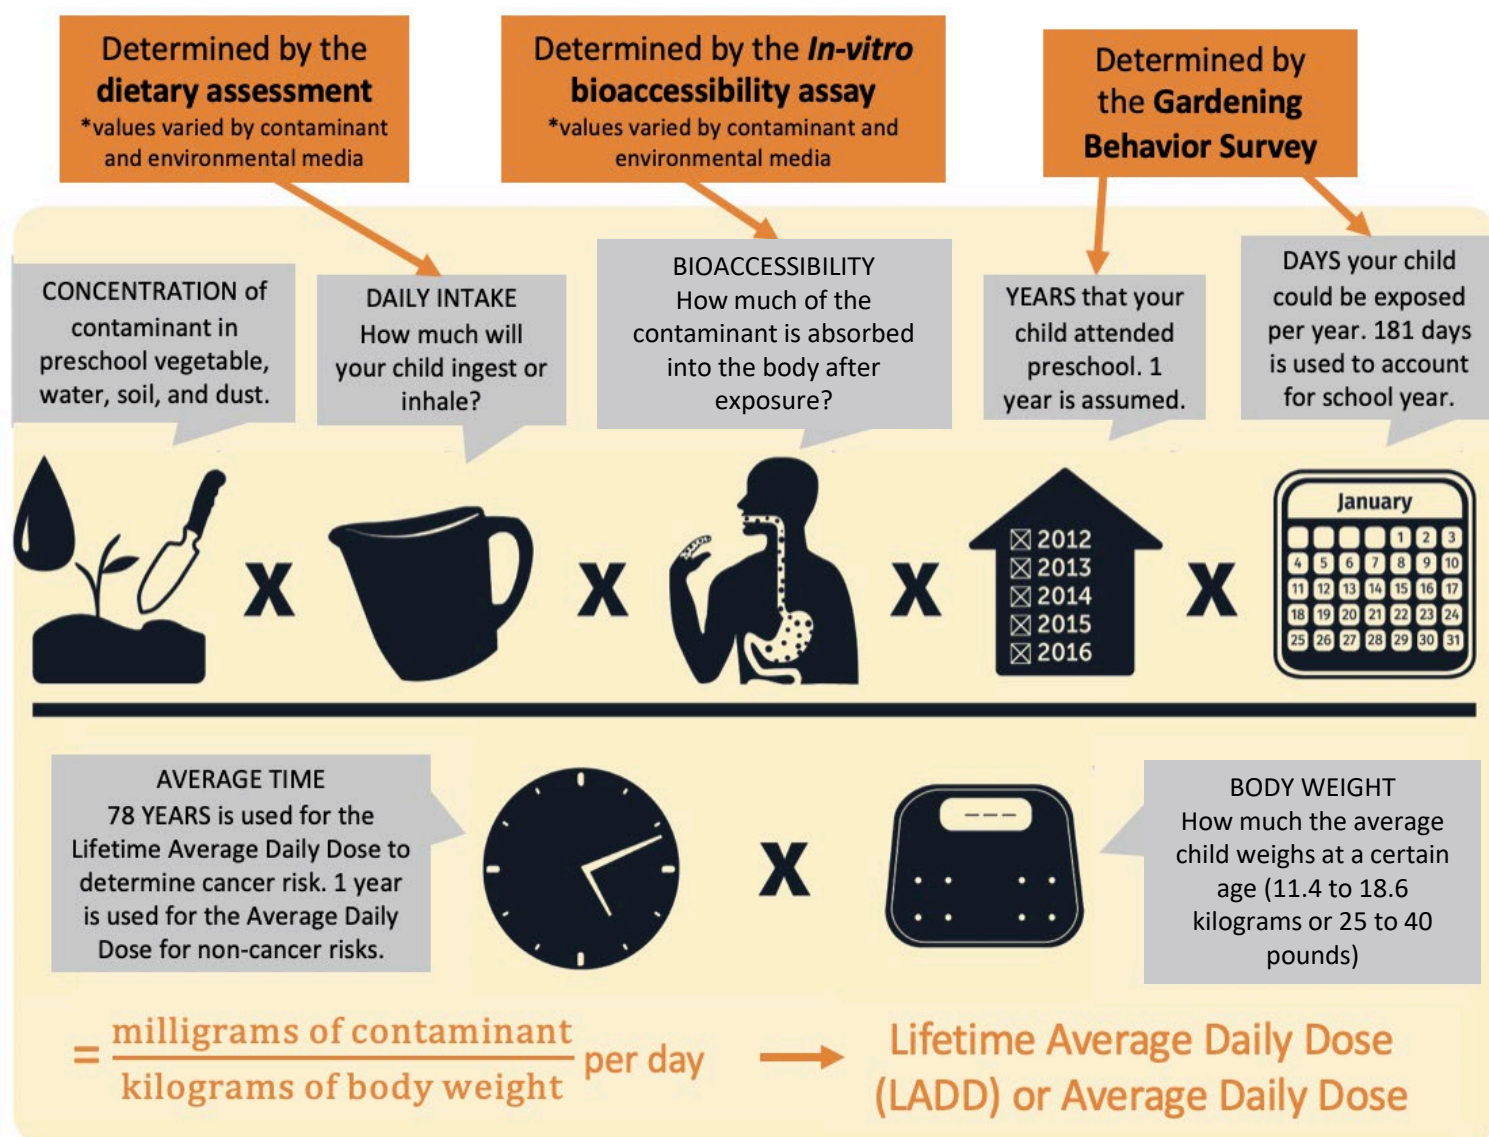 Determined by the
dietary assessment
*values varied by contaminant
and environmental media
Determined by the In-vitro
bioaccessibility assay
*values varied by contaminant and
environmental media
Determined by
the Gardening
Behavior Survey
CONCENTRATION of
contaminant in
preschool vegetable,
water, soil, and dust.
DAILY INTAKE
How much will
your child ingest or
inhale?
BIOACCESSIBILITY
How much of the
contaminant is absorbed
into the body after
exposure?
YEARS that your
child attended
preschool. 1
year is assumed.
DAYS your child
could be exposed
per year. 181 days
is used to account
for school year.
X
X
X
☒ 2012
☒ 2013
☒ 2014
☒ 2015
☒ 2016
X
January
1 2 3
4 5 6 7 8 9 10
11 12 13 14 15 16 17
18 19 20 21 22 23 24
25 26 27 28 29 30 31
AVERAGE TIME
78 YEARS is used for the
Lifetime Average Daily Dose to
determine cancer risk. 1 year
is used for the Average Daily
Dose for non-cancer risks.
X
---
BODY WEIGHT
How much the average
child weighs at a certain
age (11.4 to 18.6
kilograms or 25 to 40
pounds)
= milligrams of contaminant
kilograms of body weight
per day
Lifetime Average Daily Dose
(LADD) or Average Daily Dose